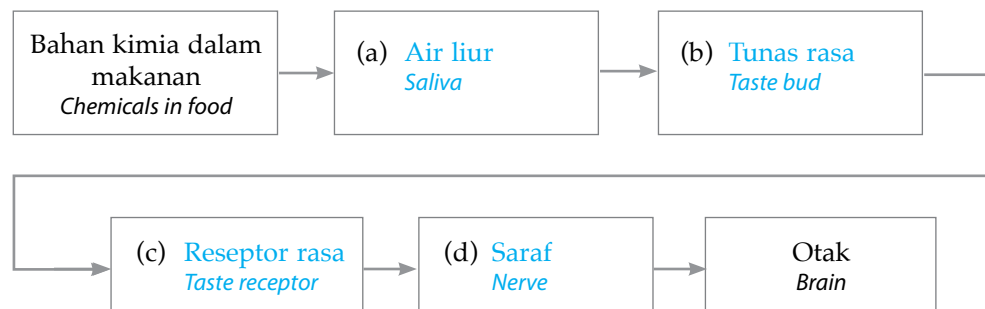 Bahan kimia dalam
makanan
Chemicals in food
(a) Air liur
Saliva
(b) Tunas rasa
Taste bud
(c) Reseptor rasa
Taste receptor
(d) Saraf
Nerve
Otak
Brain